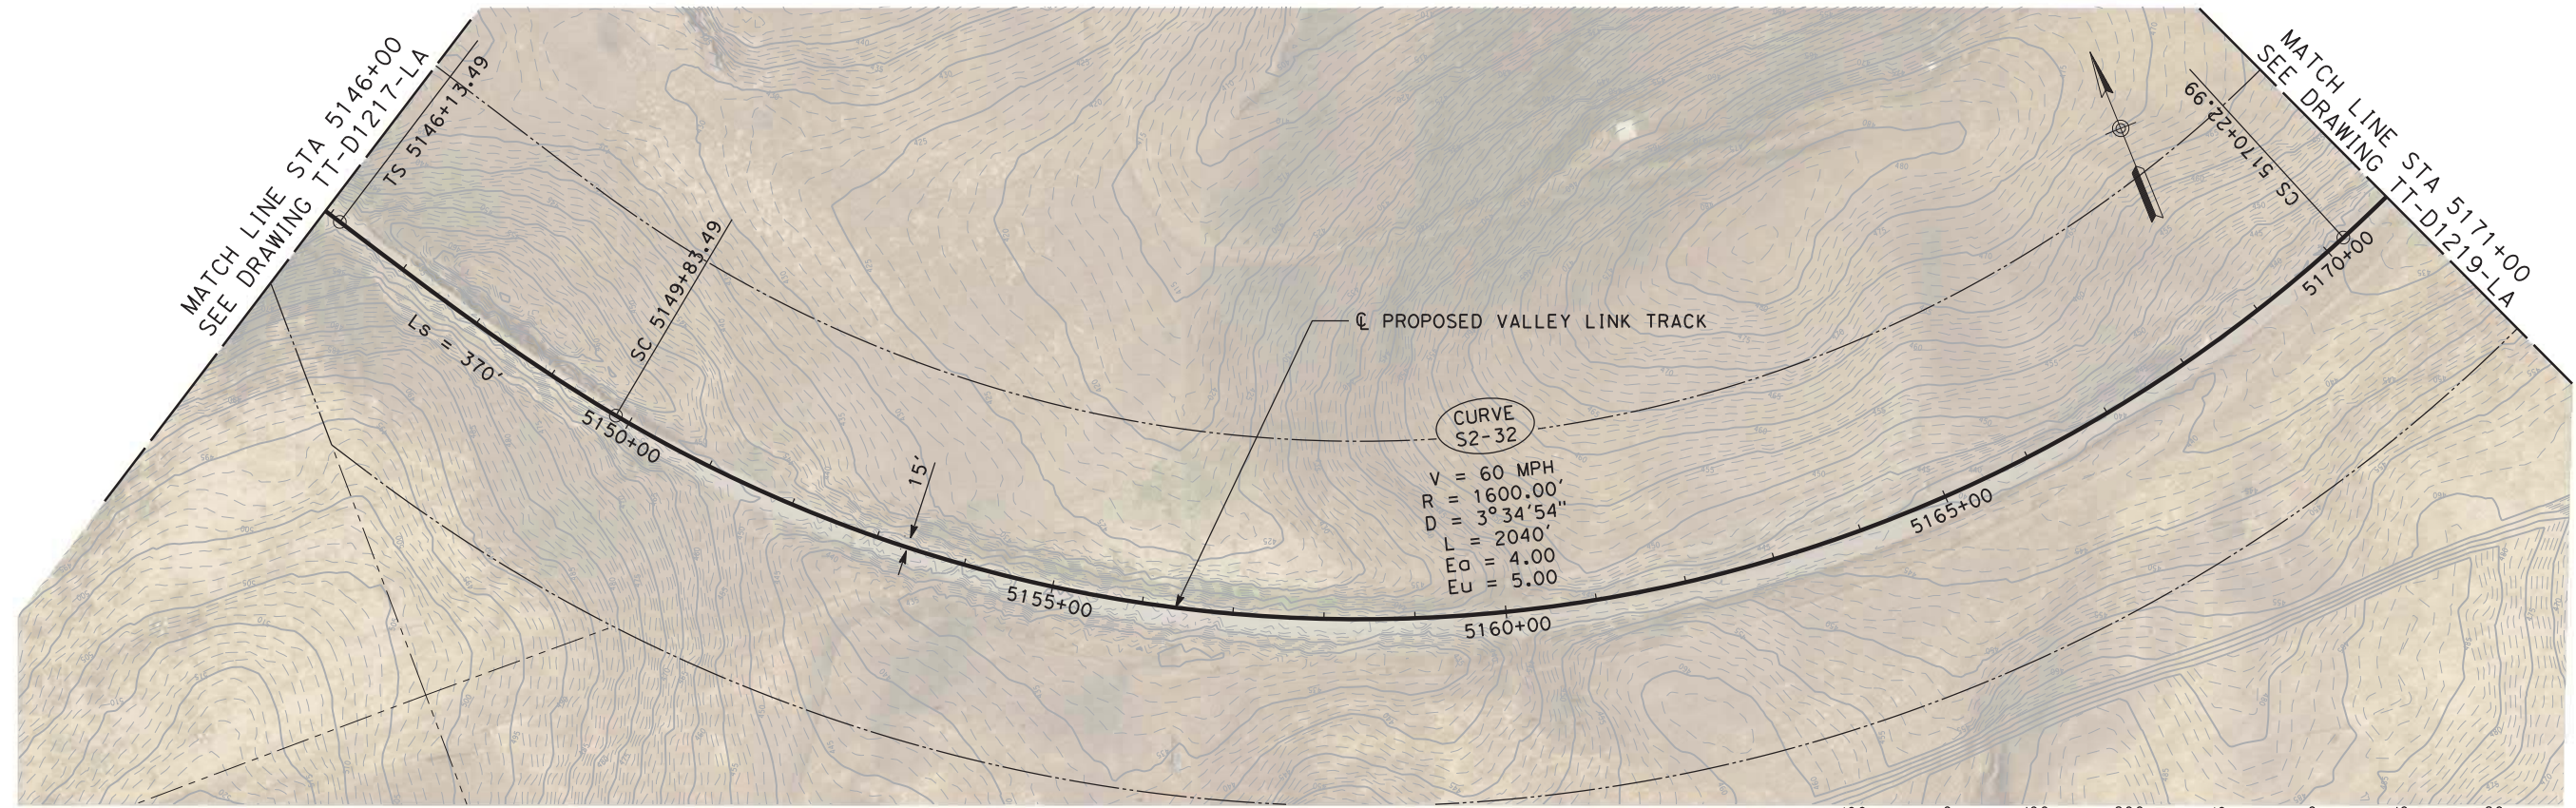 MATCH LINE STA 5146+00
SEE DRAWING TT-D1217-LA
TS 5146+13.49
Ls = 370'
SC 5149+83.49
5150+00
15'
5155+00
℄ PROPOSED VALLEY LINK TRACK
CURVE
S2-32
V = 60 MPH
R = 1600.00'
D = 3°34'54"
L = 2040'
Ea = 4.00
Eu = 5.00
5160+00
5165+00
5170+00
CS 5170+22.99
MATCH LINE STA 5171+00
SEE DRAWING TT-D1219-LA